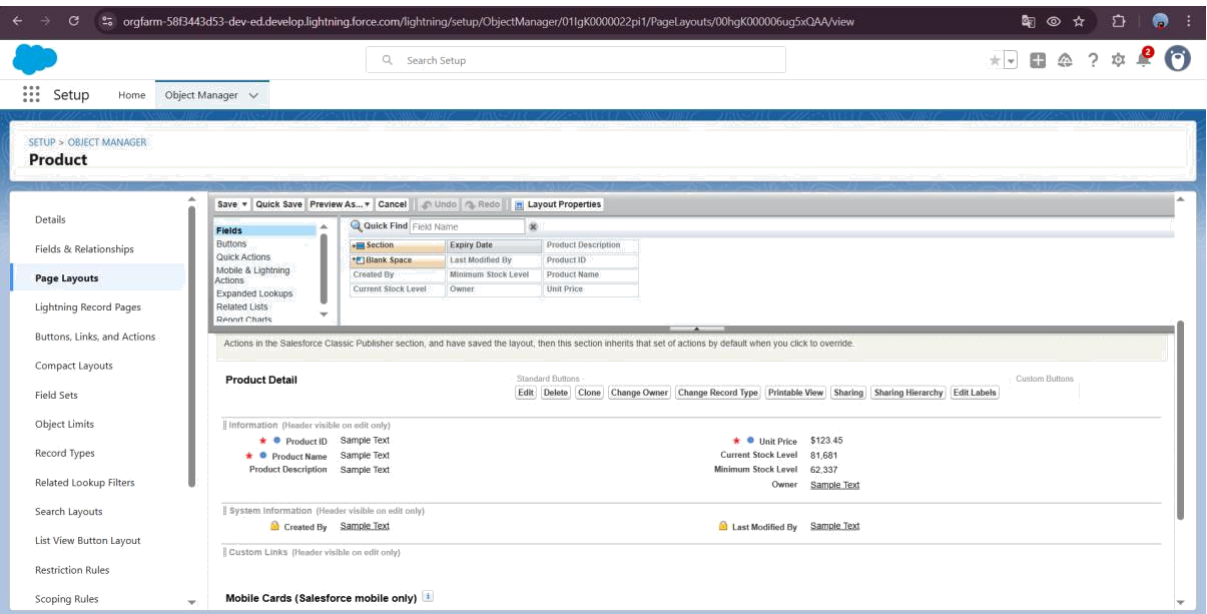 orgfarm-58f3443d53-dev-ed.develop.lightning.force.com/lightning/setup/ObjectManager/01IgK0000022pi1/PageLayouts/00hgK000006ug5xQAA/view
Search Setup
2
Setup Home Object Manager
SETUP > OBJECT MANAGER
Product
Details
Fields & Relationships
Page Layouts
Lightning Record Pages
Buttons, Links, and Actions
Compact Layouts
Field Sets
Object Limits
Record Types
Related Lookup Filters
Search Layouts
List View Button Layout
Restriction Rules
Scoping Rules
Save Quick Save Preview As... Cancel Undo Redo Layout Properties
Fields
Buttons
Quick Actions
Mobile & Lightning
Actions
Expanded Lookups
Related Lists
Report Charts
Quick Find Field Name
Section Expiry Date Product Description
Blank Space Last Modified By Product ID
Created By Minimum Stock Level Product Name
Current Stock Level Owner Unit Price
Actions in the Salesforce Classic Publisher section, and have saved the layout, then this section inherits that set of actions by default when you click to override.
Product Detail
Standard Buttons
Edit Delete Clone Change Owner Change Record Type Printable View Sharing Sharing Hierarchy Edit Labels
Custom Buttons
Information (Header visible on edit only)
Product ID Sample Text
Product Name Sample Text
Product Description Sample Text
Unit Price $123.45
Current Stock Level 81,681
Minimum Stock Level 62,337
Owner Sample Text
System Information (Header visible on edit only)
Created By Sample Text
Last Modified By Sample Text
Custom Links (Header visible on edit only)
Mobile Cards (Salesforce mobile only) i